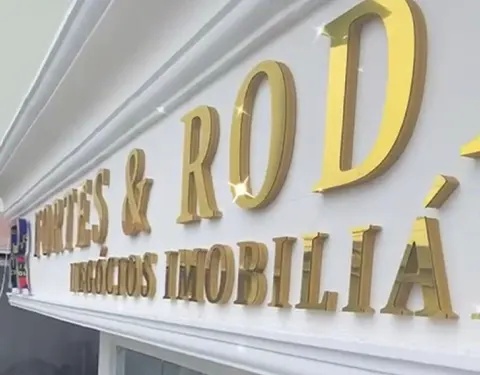 FORTES & ROD
NEGÓCIOS IMOBILIÁ